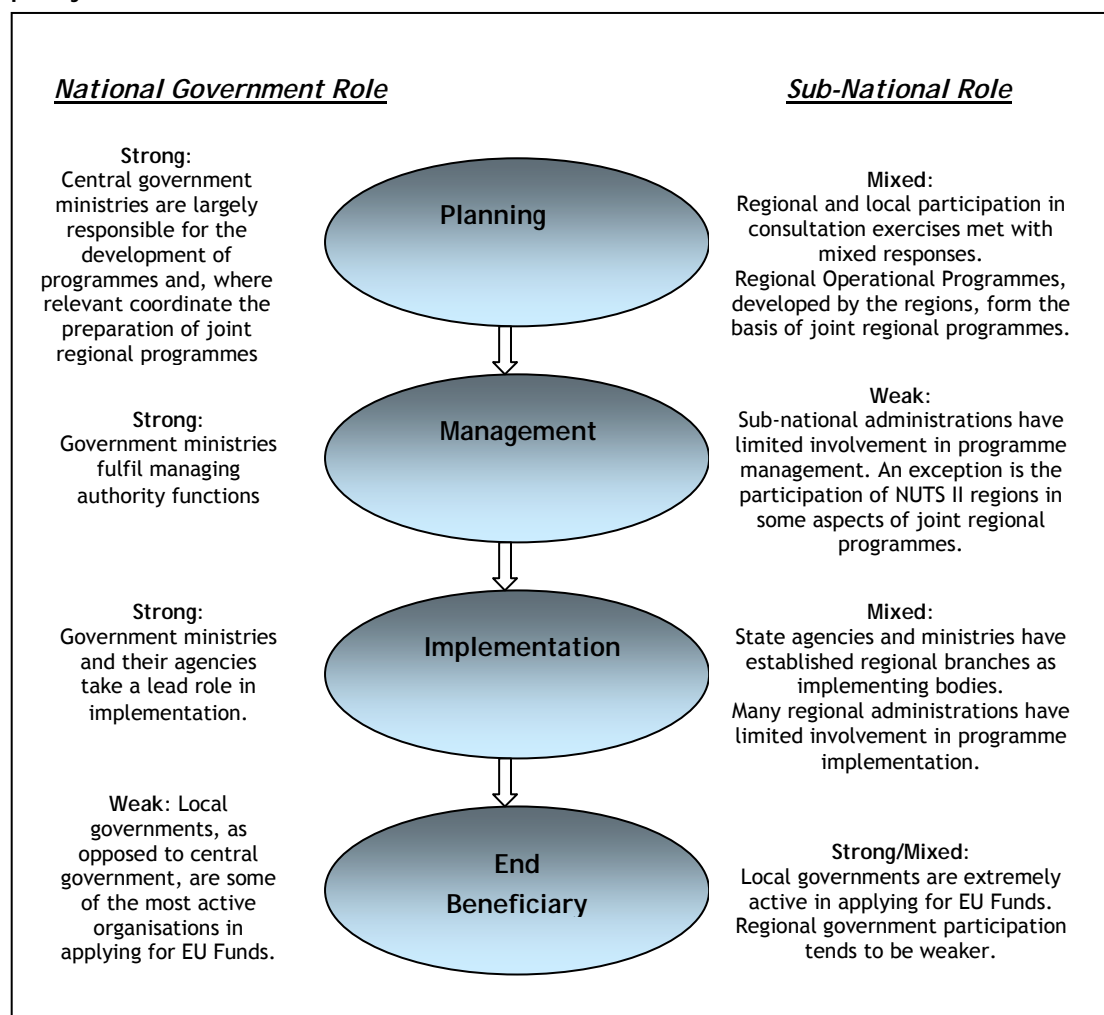 National Government Role
Sub-National Role
Strong:
Central government
ministries are largely
responsible for the
development of
programmes and, where
relevant coordinate the
preparation of joint
regional programmes
Planning
Mixed:
Regional and local participation in
consultation exercises met with
mixed responses.
Regional Operational Programmes,
developed by the regions, form the
basis of joint regional programmes.
Strong:
Government ministries
fulfil managing
authority functions
Management
Weak:
Sub-national administrations have
limited involvement in programme
management. An exception is the
participation of NUTS II regions in
some aspects of joint regional
programmes.
Strong:
Government ministries
and their agencies
take a lead role in
implementation.
Implementation
Mixed:
State agencies and ministries have
established regional branches as
implementing bodies.
Many regional administrations have
limited involvement in programme
implementation.
Weak: Local
governments, as
opposed to central
government, are some
of the most active
organisations in
applying for EU Funds.
End
Beneficiary
Strong/Mixed:
Local governments are extremely
active in applying for EU Funds.
Regional government participation
tends to be weaker.